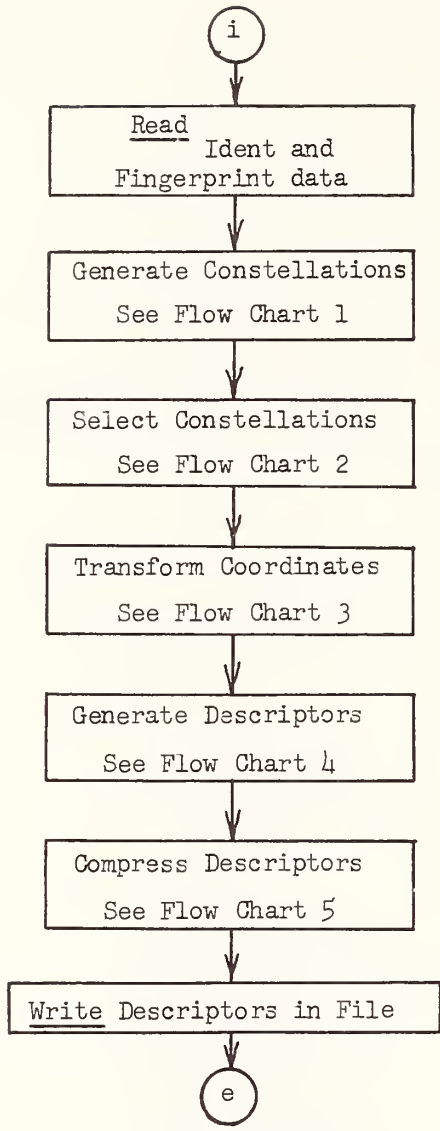 i
Read
Ident and
Fingerprint data
Generate Constellations
See Flow Chart 1
Select Constellations
See Flow Chart 2
Transform Coordinates
See Flow Chart 3
Generate Descriptors
See Flow Chart 4
Compress Descriptors
See Flow Chart 5
Write Descriptors in File
e